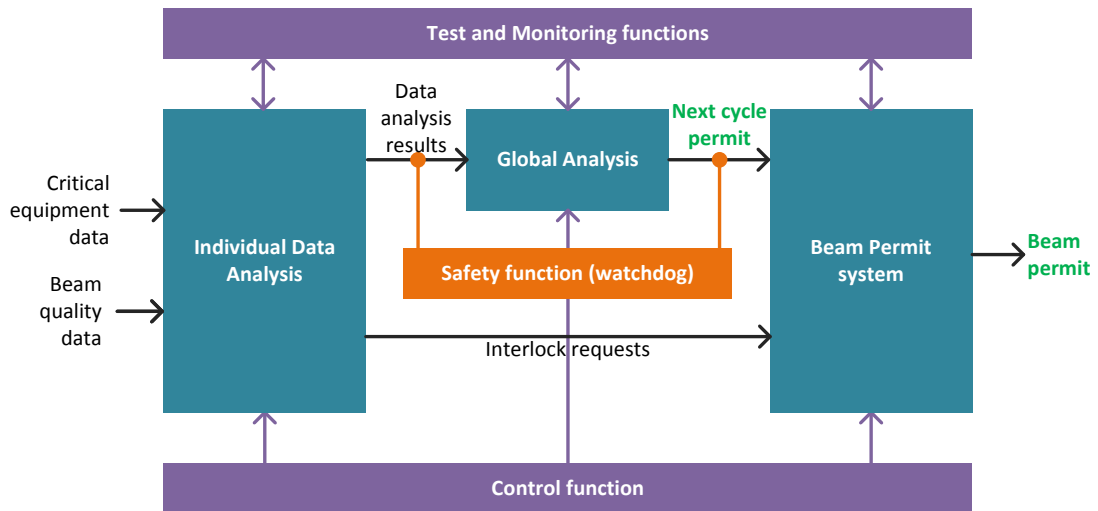 Test and Monitoring functions
Data
analysis
results
Next cycle
permit
Global Analysis
Critical
equipment
data
Individual Data
Analysis
Beam Permit
system
Beam
permit
Safety function (watchdog)
Beam
quality
data
Interlock requests
Control function